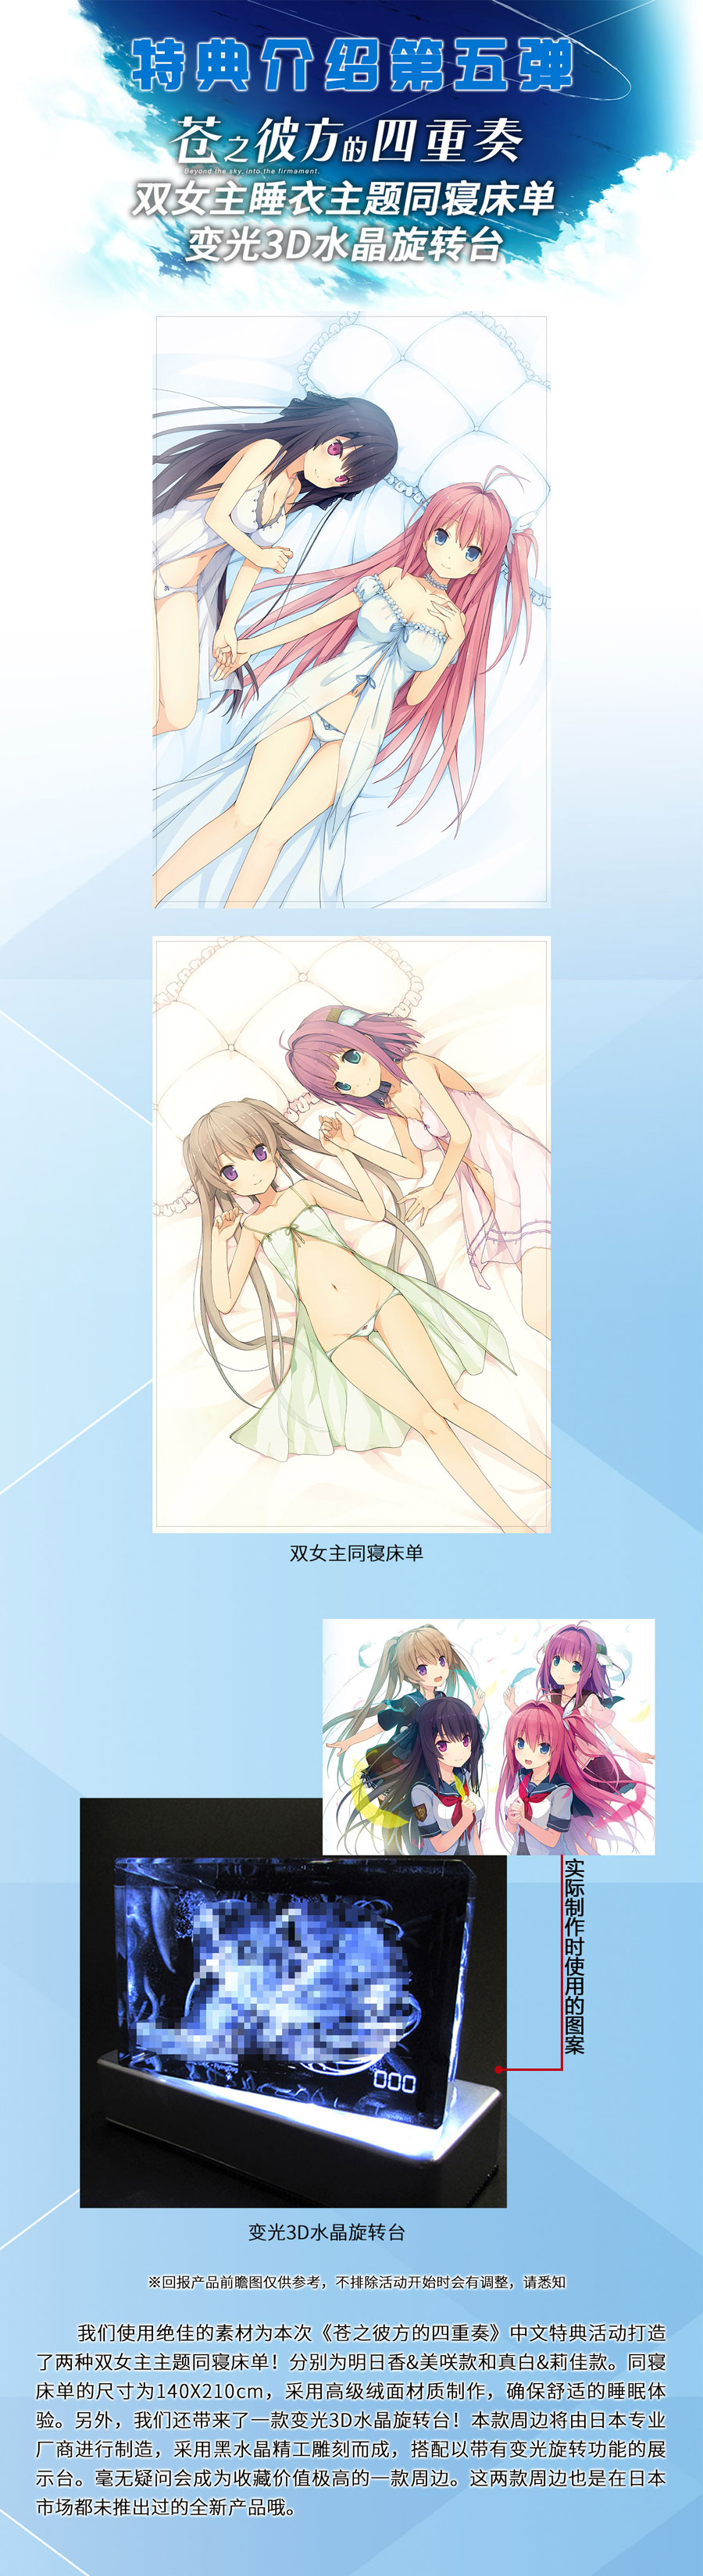 特典介绍第五弹
苍之彼方的四重奏
Beyond the sky, into the firmament.
双女主睡衣主题同寝床单
变光3D水晶旋转台
双女主同寝床单
实际制作时使用的图案
000
变光3D水晶旋转台
※回报产品前瞻图仅供参考，不排除活动开始时会有调整，请悉知
我们使用绝佳的素材为本次《苍之彼方的四重奏》中文特典活动打造
了两种双女主主题同寝床单！分别为明日香&美咲款和真白&莉佳款。同寝
床单的尺寸为140X210cm，采用高级绒面材质制作，确保舒适的睡眠体
验。另外，我们还带来了一款变光3D水晶旋转台！本款周边将由日本专业
厂商进行制造，采用黑水晶精工雕刻而成，搭配以带有变光旋转功能的展
示台。毫无疑问会成为收藏价值极高的一款周边。这两款周边也是在日本
市场都未推出过的全新产品哦。